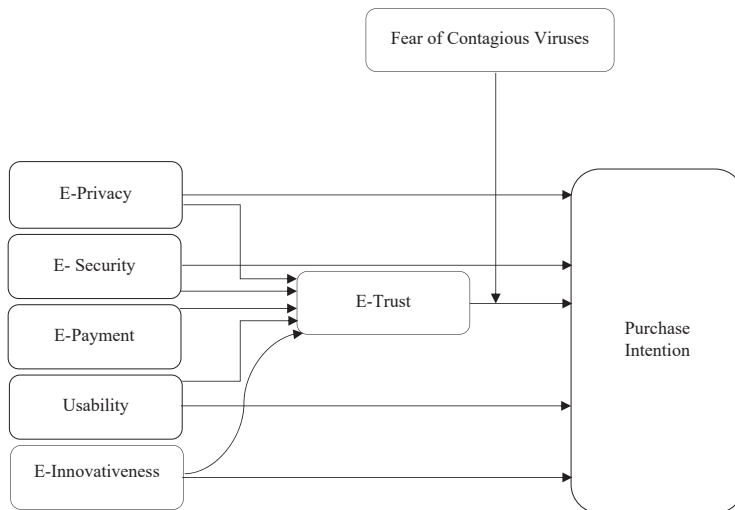 Fear of Contagious Viruses
E-Privacy
E- Security
E-Trust
E-Payment
Purchase
Intention
Usability
E-Innovativeness